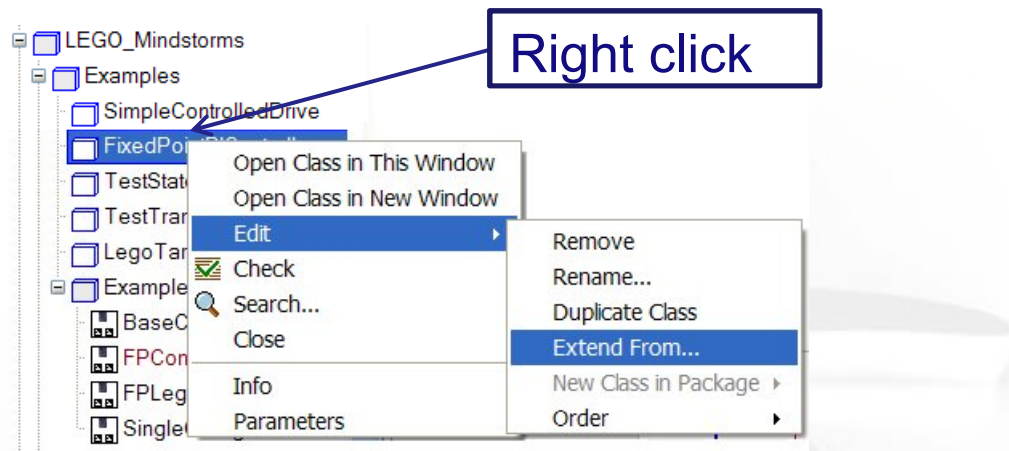 Right click
LEGO_Mindstorms
Examples
SimpleControlledDrive
Open Class in This Window
Open Class in New Window
Edit
Check
Search...
Close
Info
Parameters
Remove
Rename...
Duplicate Class
Extend From...
New Class in Package
Order